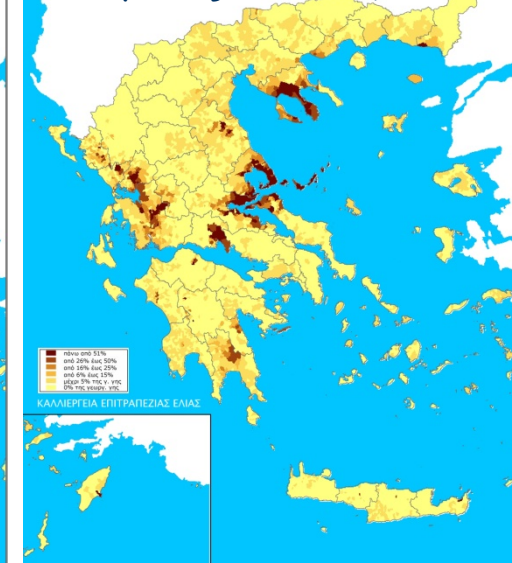 πάνω από 51%
από 26% έως 50%
από 16% έως 25%
από 6% έως 15%
μέχρι 5% της γ. γης
0% της γεωργ. γης
ΚΑΛΛΙΕΡΓΕΙΑ ΕΠΙΤΡΑΠΕΖΙΑΣ ΕΛΙΑΣ